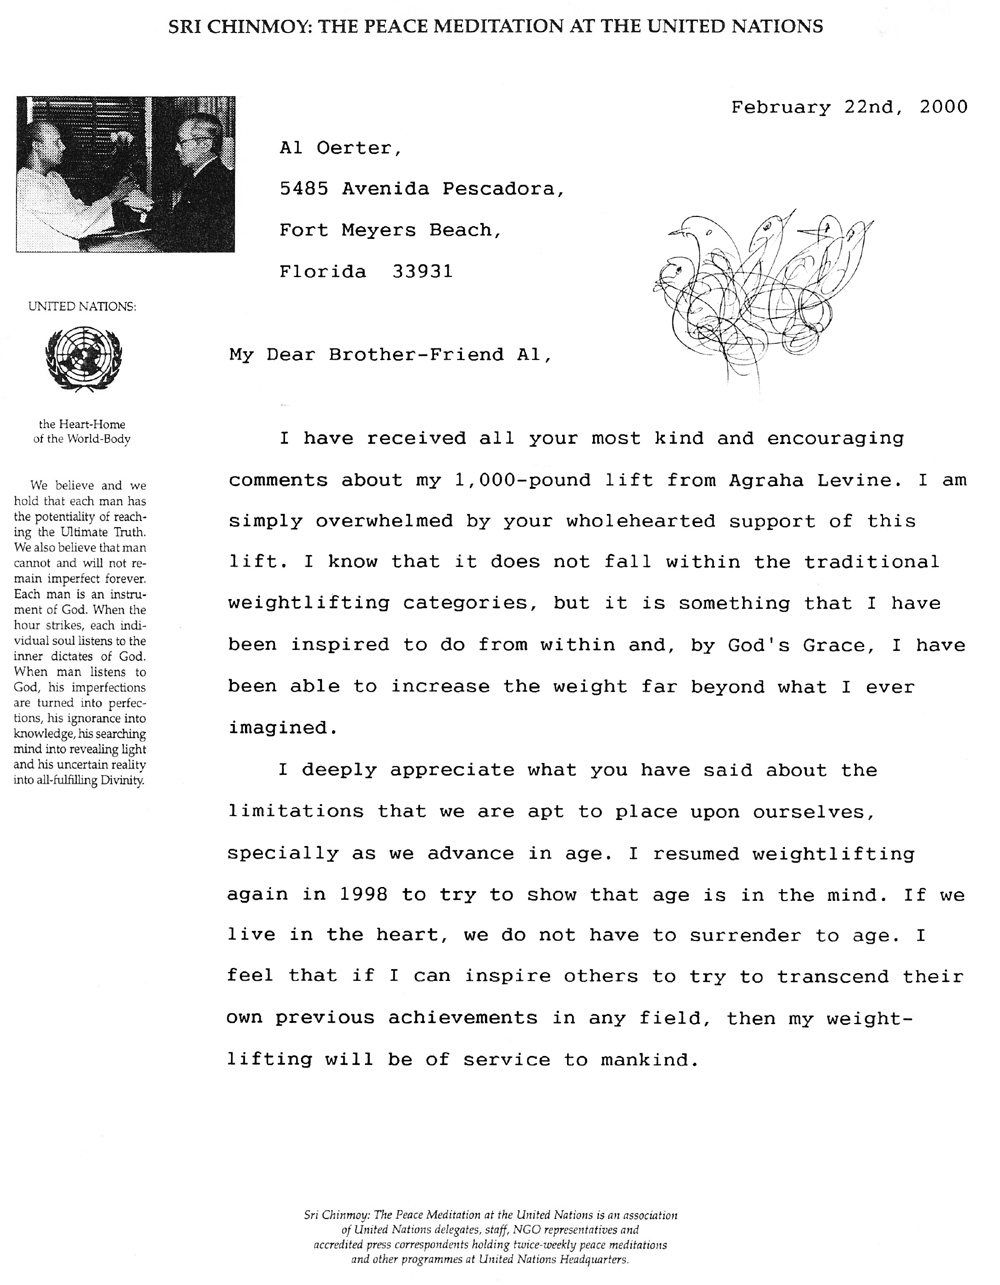 SRI CHINMOY: THE PEACE MEDITATION AT THE UNITED NATIONS
February 22nd, 2000
Al Oerter,
5485 Avenida Pescadora,
Fort Meyers Beach,
Florida  33931
UNITED NATIONS:
the Heart-Home
of the World-Body
We believe and we
hold that each man has
the potentiality of reach-
ing the Ultimate Truth.
We also believe that man
cannot and will not re-
main imperfect forever.
Each man is an instru-
ment of God. When the
hour strikes, each indi-
vidual soul listens to the
inner dictates of God.
When man listens to
God, his imperfections
are turned into perfec-
tions, his ignorance into
knowledge, his searching
mind into revealing light
and his uncertain reality
into all-fulfilling Divinity.
My Dear Brother-Friend Al,
I have received all your most kind and encouraging
comments about my 1,000-pound lift from Agraha Levine. I am
simply overwhelmed by your wholehearted support of this
lift. I know that it does not fall within the traditional
weightlifting categories, but it is something that I have
been inspired to do from within and, by God's Grace, I have
been able to increase the weight far beyond what I ever
imagined.
I deeply appreciate what you have said about the
limitations that we are apt to place upon ourselves,
specially as we advance in age. I resumed weightlifting
again in 1998 to try to show that age is in the mind. If we
live in the heart, we do not have to surrender to age. I
feel that if I can inspire others to try to transcend their
own previous achievements in any field, then my weight-
lifting will be of service to mankind.
Sri Chinmoy: The Peace Meditation at the United Nations is an association
of United Nations delegates, staff, NGO representatives and
accredited press correspondents holding twice-weekly peace meditations
and other programmes at United Nations Headquarters.